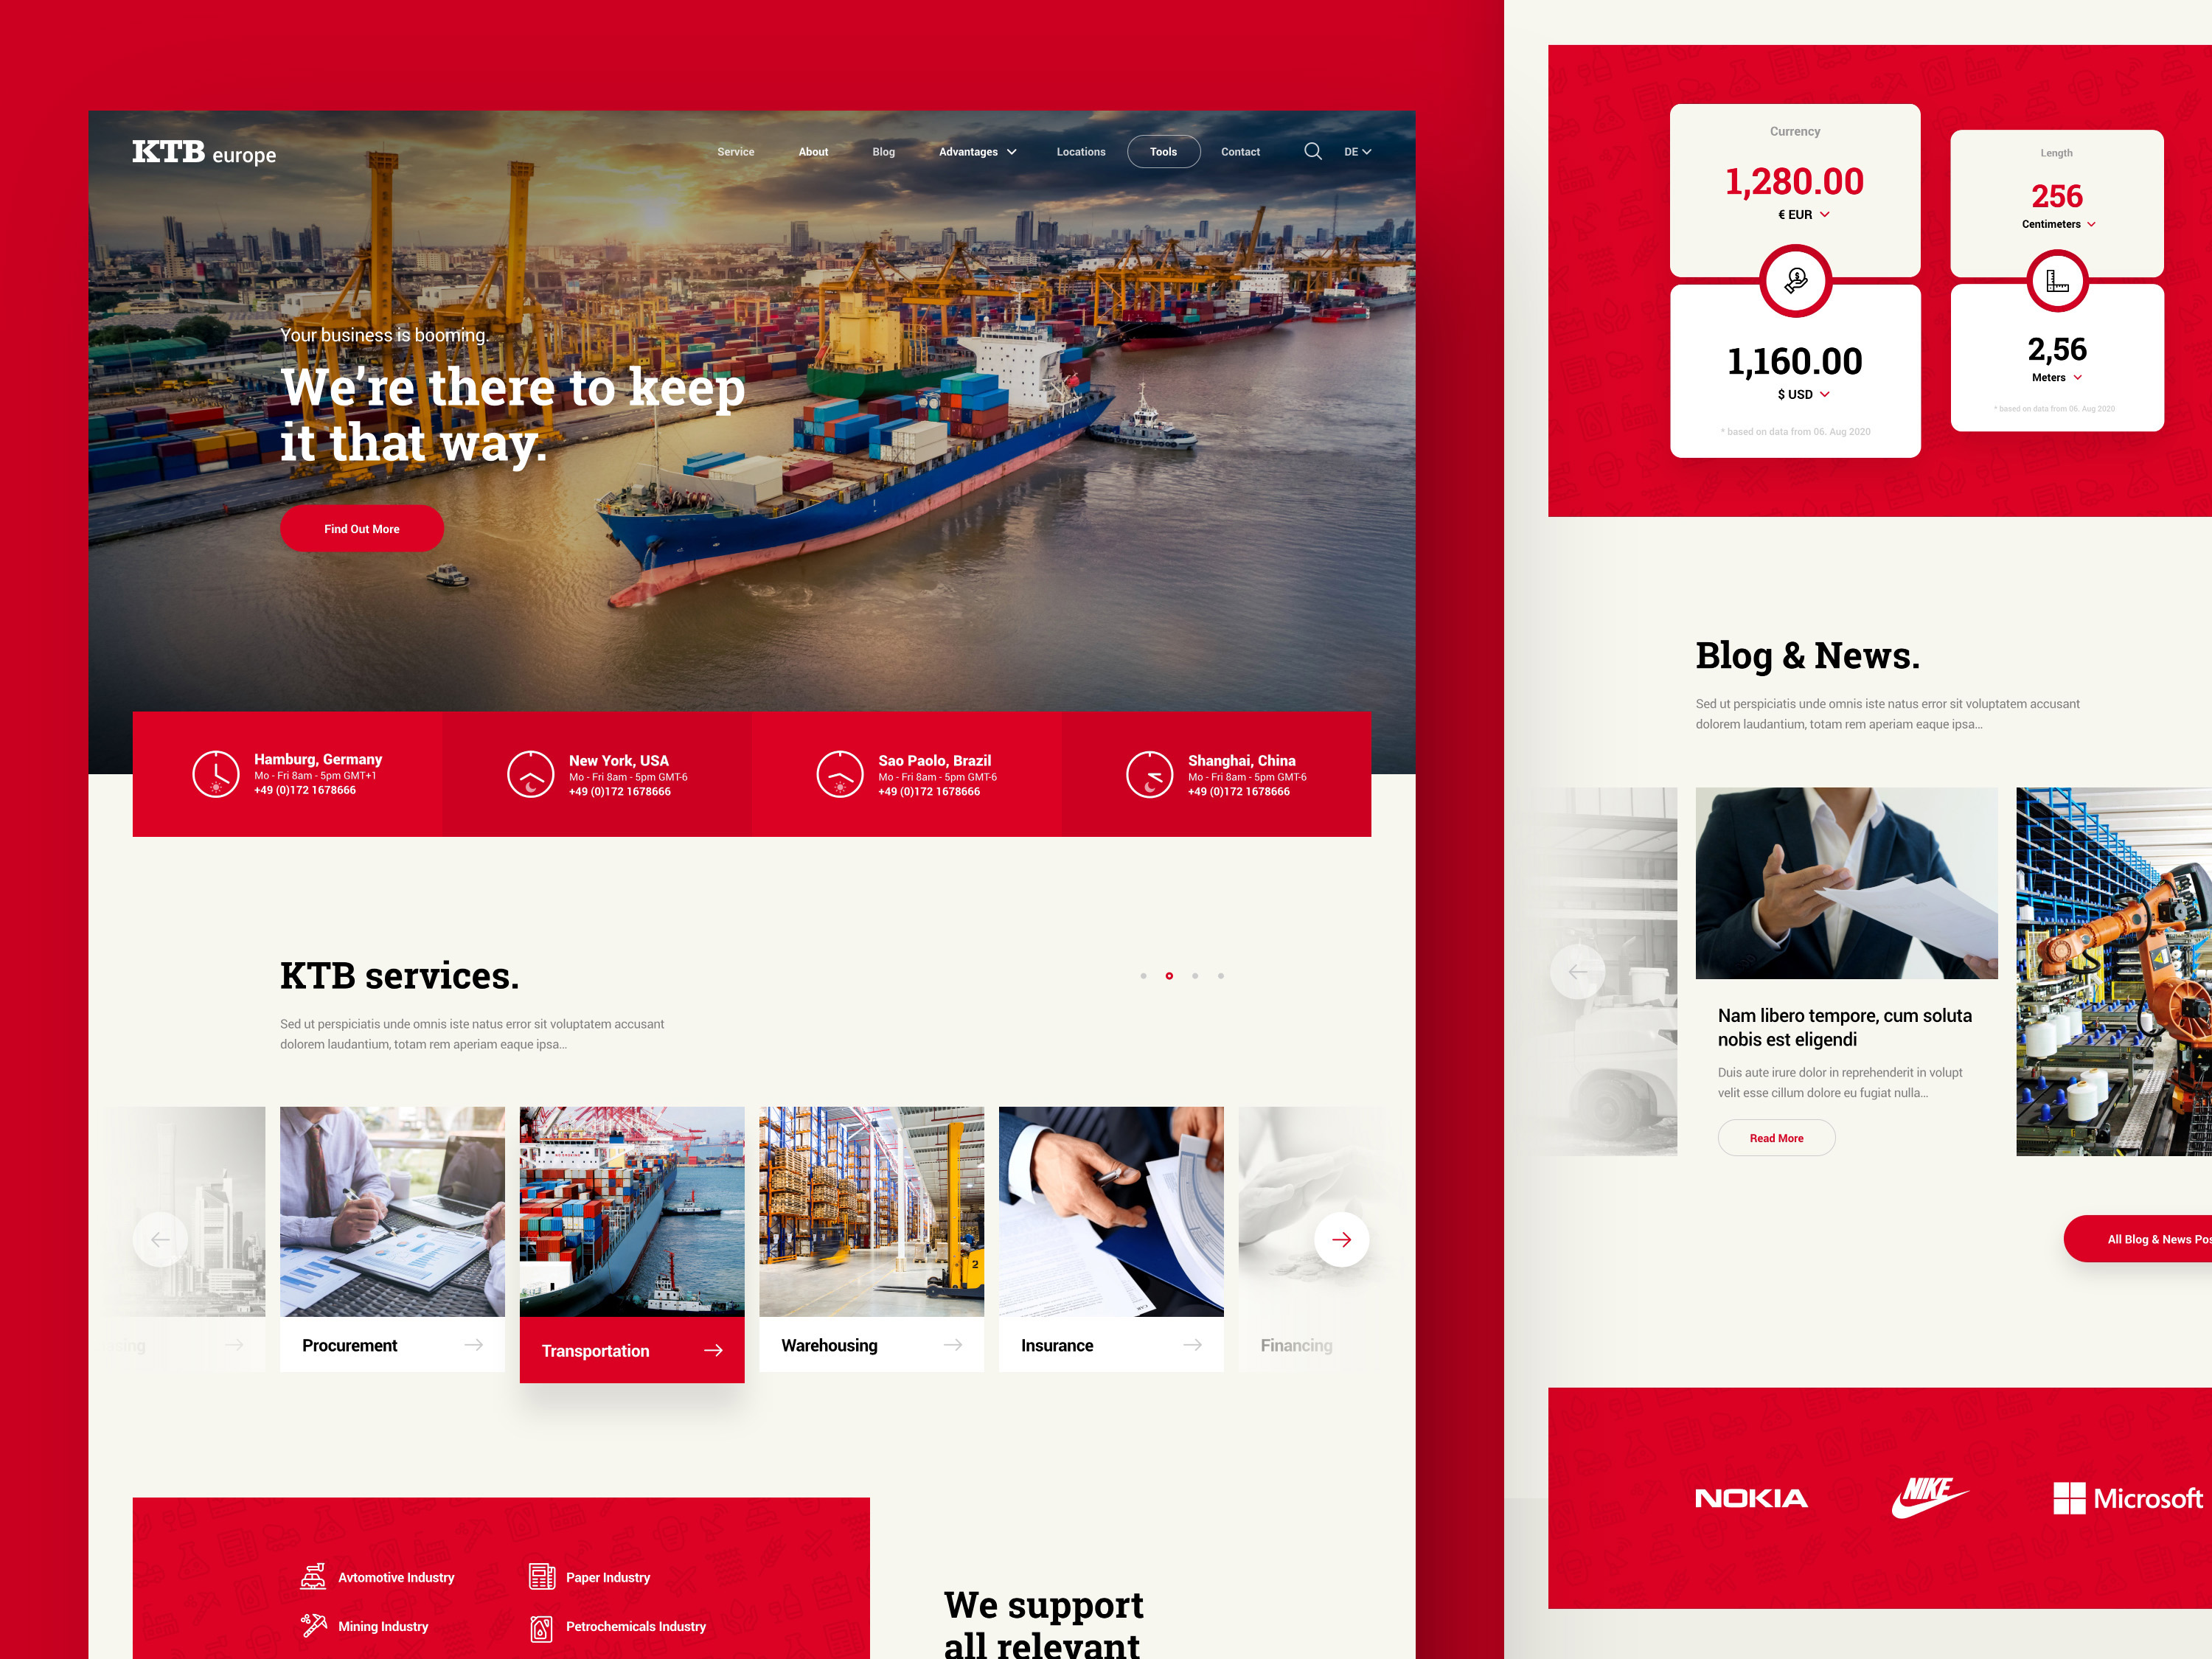 KTB europe
Service About Blog Advantages Locations Tools Contact DE
Your business is booming.
We're there to keep
it that way.
Find Out More
Hamburg, Germany
Mo - Fri 8am - 5pm GMT+1
+49 (0)172 1678666
New York, USA
Mo - Fri 8am - 5pm GMT-6
+49 (0)172 1678666
Sao Paolo, Brazil
Mo - Fri 8am - 5pm GMT-6
+49 (0)172 1678666
Shanghai, China
Mo - Fri 8am - 5pm GMT-6
+49 (0)172 1678666
KTB services.
Sed ut perspiciatis unde omnis iste natus error sit voluptatem accusant
dolorem laudantium, totam rem aperiam eaque ipsa...
Procurement
Transportation
2
Warehousing
Insurance
Financing
Avtomotive Industry
Paper Industry
Mining Industry
Petrochemicals Industry
We support
all relevant
Currency
1,280.00
€ EUR
1,160.00
$ USD
* based on data from 06. Aug 2020
Length
256
Centimeters
2,56
Meters
* based on data from 06. Aug 2020
Blog & News.
Sed ut perspiciatis unde omnis iste natus error sit voluptatem accusant
dolorem laudantium, totam rem aperiam eaque ipsa...
Nam libero tempore, cum soluta
nobis est eligendi
Duis aute irure dolor in reprehenderit in volupt
velit esse cillum dolore eu fugiat nulla...
Read More
All Blog & News Pos
NOKIA
NIKE
Microsoft